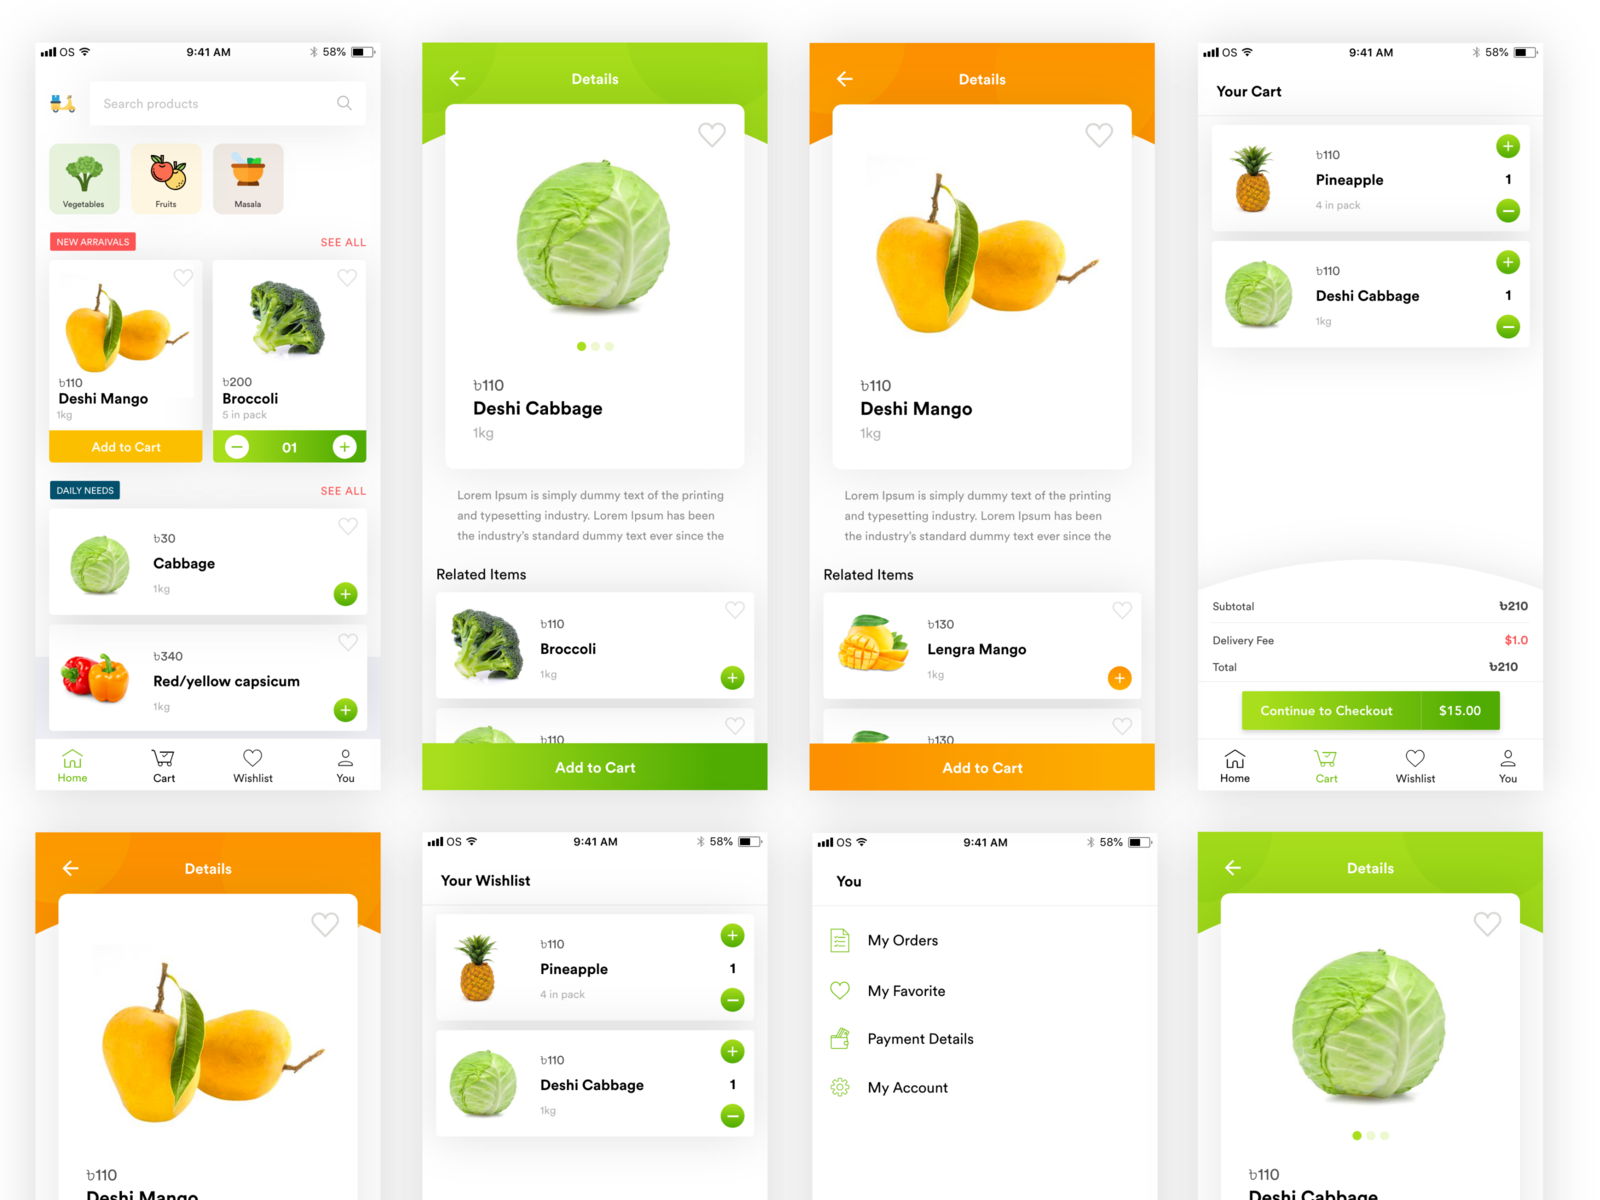 OS
9:41 AM
58%
Search products
Vegetables
Fruits
Masala
NEW ARRAIVALS
SEE ALL
৳110
Deshi Mango
1kg
Add to Cart
৳200
Broccoli
5 in pack
01
DAILY NEEDS
SEE ALL
৳30
Cabbage
1kg
৳340
Red/yellow capsicum
1kg
Home
Cart
Wishlist
You
Details
৳110
Deshi Cabbage
1kg
Lorem Ipsum is simply dummy text of the printing
and typesetting industry. Lorem Ipsum has been
the industry's standard dummy text ever since the
Related Items
৳110
Broccoli
1kg
৳110
Add to Cart
Details
৳110
Deshi Mango
1kg
Lorem Ipsum is simply dummy text of the printing
and typesetting industry. Lorem Ipsum has been
the industry's standard dummy text ever since the
Related Items
৳130
Lengra Mango
1kg
৳130
Add to Cart
OS
9:41 AM
58%
Your Cart
৳110
Pineapple
4 in pack
1
৳110
Deshi Cabbage
1kg
1
Subtotal
৳210
Delivery Fee
$1.0
Total
৳210
Continue to Checkout
$15.00
Home
Cart
Wishlist
You
Details
৳110
Deshi Mango
OS
9:41 AM
58%
Your Wishlist
৳110
Pineapple
4 in pack
1
৳110
Deshi Cabbage
1kg
1
OS
9:41 AM
58%
You
My Orders
My Favorite
Payment Details
My Account
Details
৳110
Deshi Cabbage